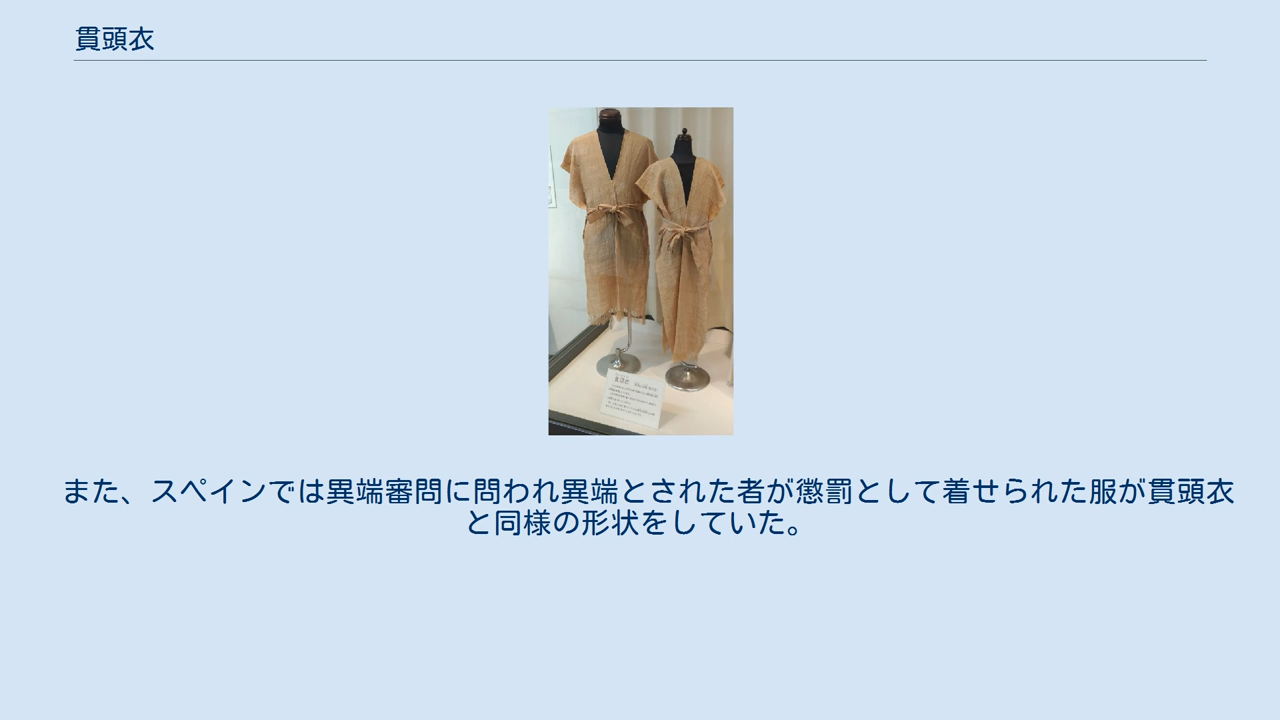 貫頭衣
また、スペインでは異端審問に問われ異端とされた者が懲罰として着せられた服が貫頭衣
と同様の形状をしていた。